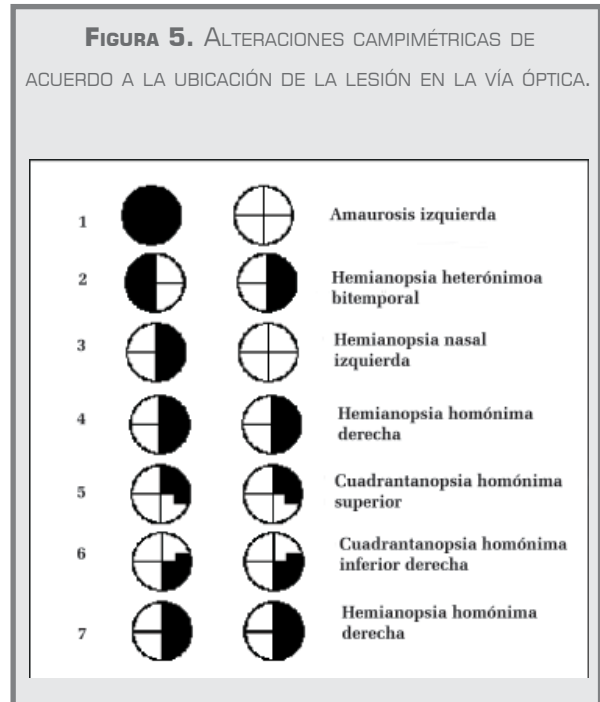 FIGURA 5. ALTERACIONES CAMPIMÉTRICAS DE
ACUERDO A LA UBICACIÓN DE LA LESIÓN EN LA VÍA ÓPTICA.
1 Amaurosis izquierda
2 Hemianopsia heterónimoa
bitemporal
3 Hemianopsia nasal
izquierda
4 Hemianopsia homónima
derecha
5 Cuadrantanopsia homónima
superior
6 Cuadrantanopsia homónima
inferior derecha
7 Hemianopsia homónima
derecha